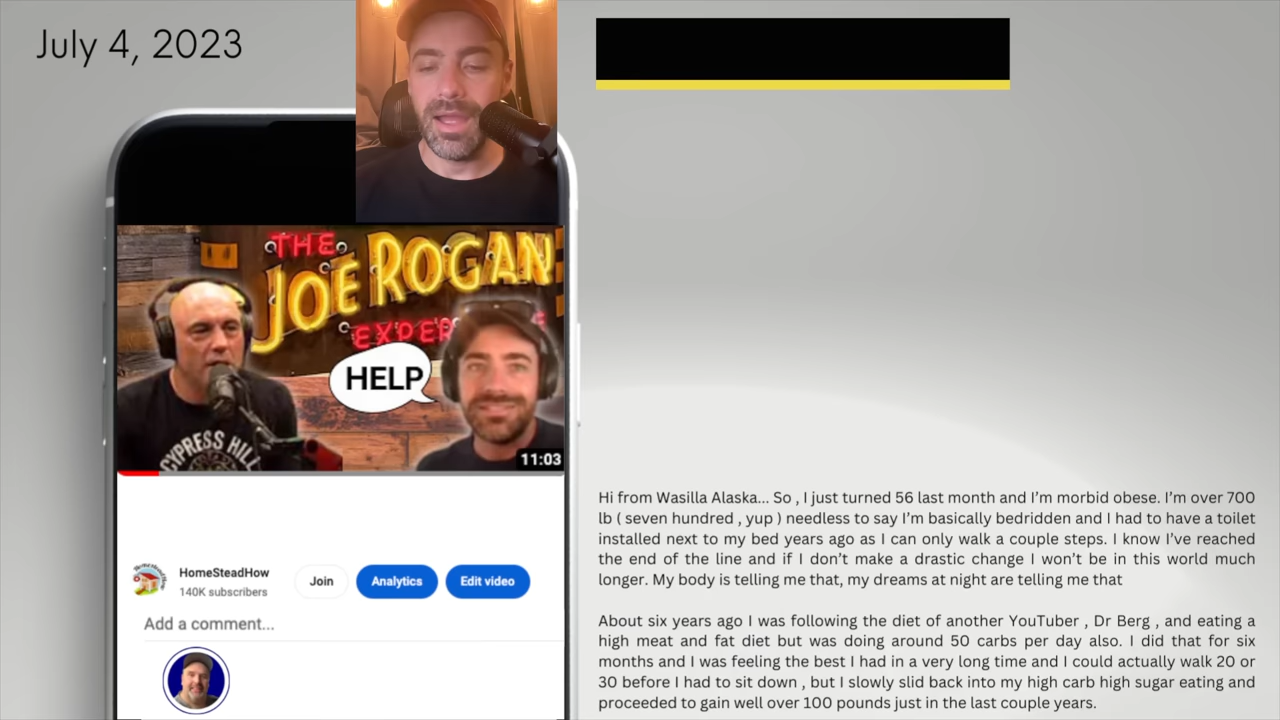 July 4, 2023
THE
JOE ROGAN
EXPER
HELP
CYPRESS HILL
11:03
HomeSteadHow
140K subscribers
Join
Analytics
Edit video
Add a comment...
Hi from Wasilla Alaska... So , I just turned 56 last month and I’m morbid obese. I’m over 700
lb ( seven hundred , yup ) needless to say I’m basically bedridden and I had to have a toilet
installed next to my bed years ago as I can only walk a couple steps. I know I’ve reached
the end of the line and if I don’t make a drastic change I won’t be in this world much
longer. My body is telling me that, my dreams at night are telling me that
About six years ago I was following the diet of another YouTuber , Dr Berg , and eating a
high meat and fat diet but was doing around 50 carbs per day also. I did that for six
months and I was feeling the best I had in a very long time and I could actually walk 20 or
30 before I had to sit down , but I slowly slid back into my high carb high sugar eating and
proceeded to gain well over 100 pounds just in the last couple years.